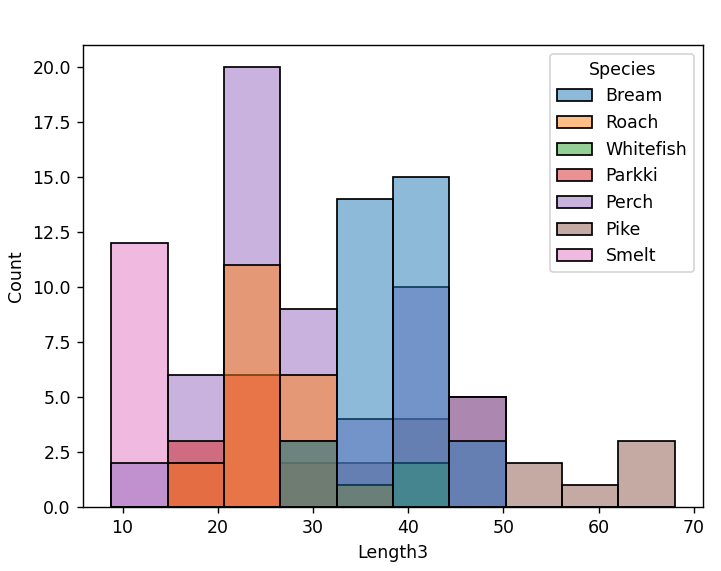 20.0
17.5
15.0
12.5
10.0
7.5
5.0
2.5
0.0
Count
10 20 30 40 50 60 70
Length3
Species
Bream
Roach
Whitefish
Parkki
Perch
Pike
Smelt